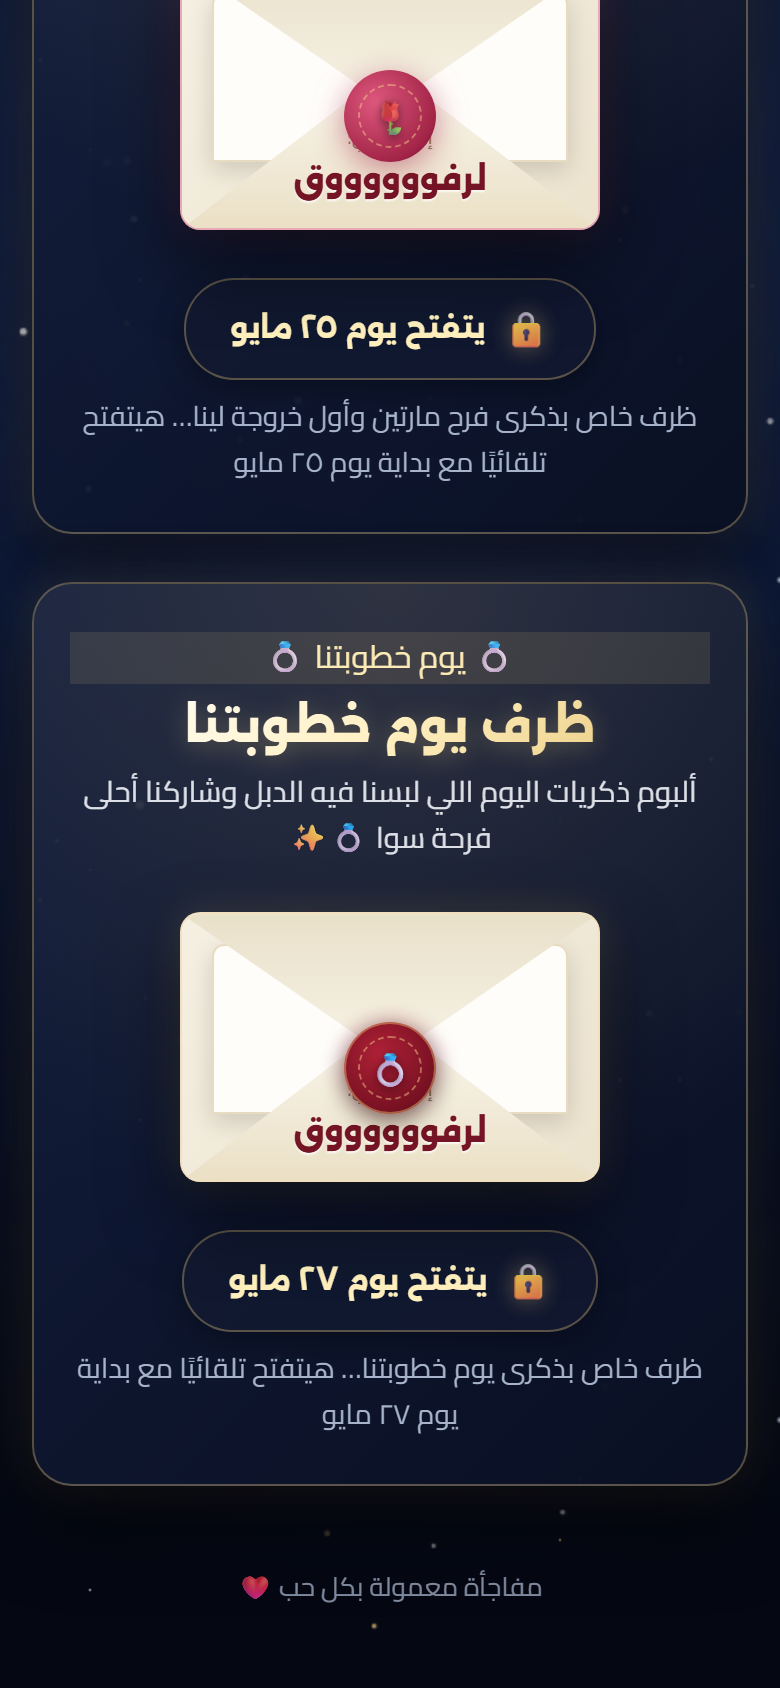 لرفووووووق
يتفتح يوم ٢٥ مايو
ظرف خاص بذكرى فرح مارتين وأول خروجة لينا... هيتفتح
تلقائيًا مع بداية يوم ٢٥ مايو
يوم خطوبتنا
ظرف يوم خطوبتنا
ألبوم ذكريات اليوم اللي لبسنا فيه الدبل وشاركنا أحلى
فرحة سوا
لرفووووووق
يتفتح يوم ٢٧ مايو
ظرف خاص بذكرى يوم خطوبتنا... هيتفتح تلقائيًا مع بداية
يوم ٢٧ مايو
مفاجأة معمولة بكل حب